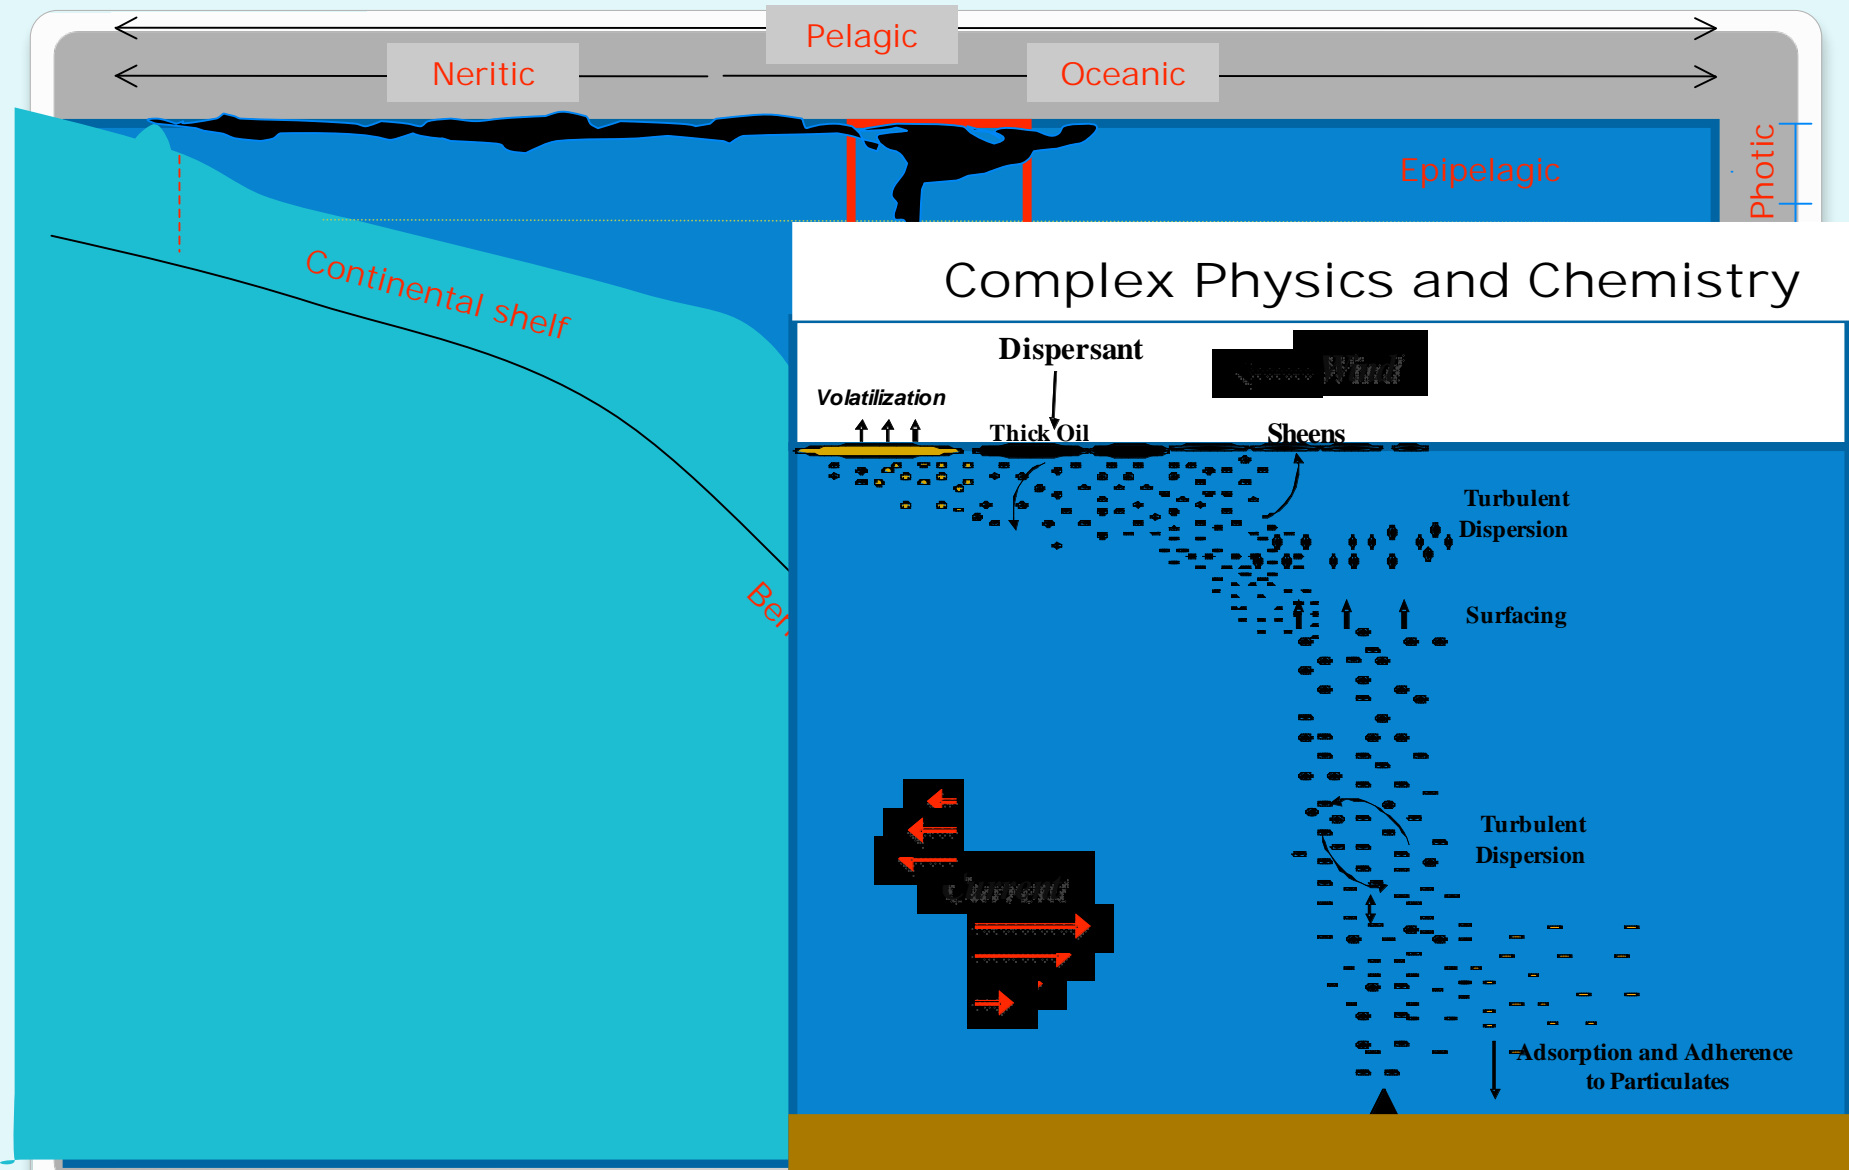 Pelagic
Neritic
Oceanic
Epipelagic
Photic
Continental shelf
Complex Physics and Chemistry
Dispersant
Wind
Volatilization
Thick Oil
Sheens
Turbulent
Dispersion
Surfacing
Turbulent
Dispersion
Current
Adsorption and Adherence
to Particulates